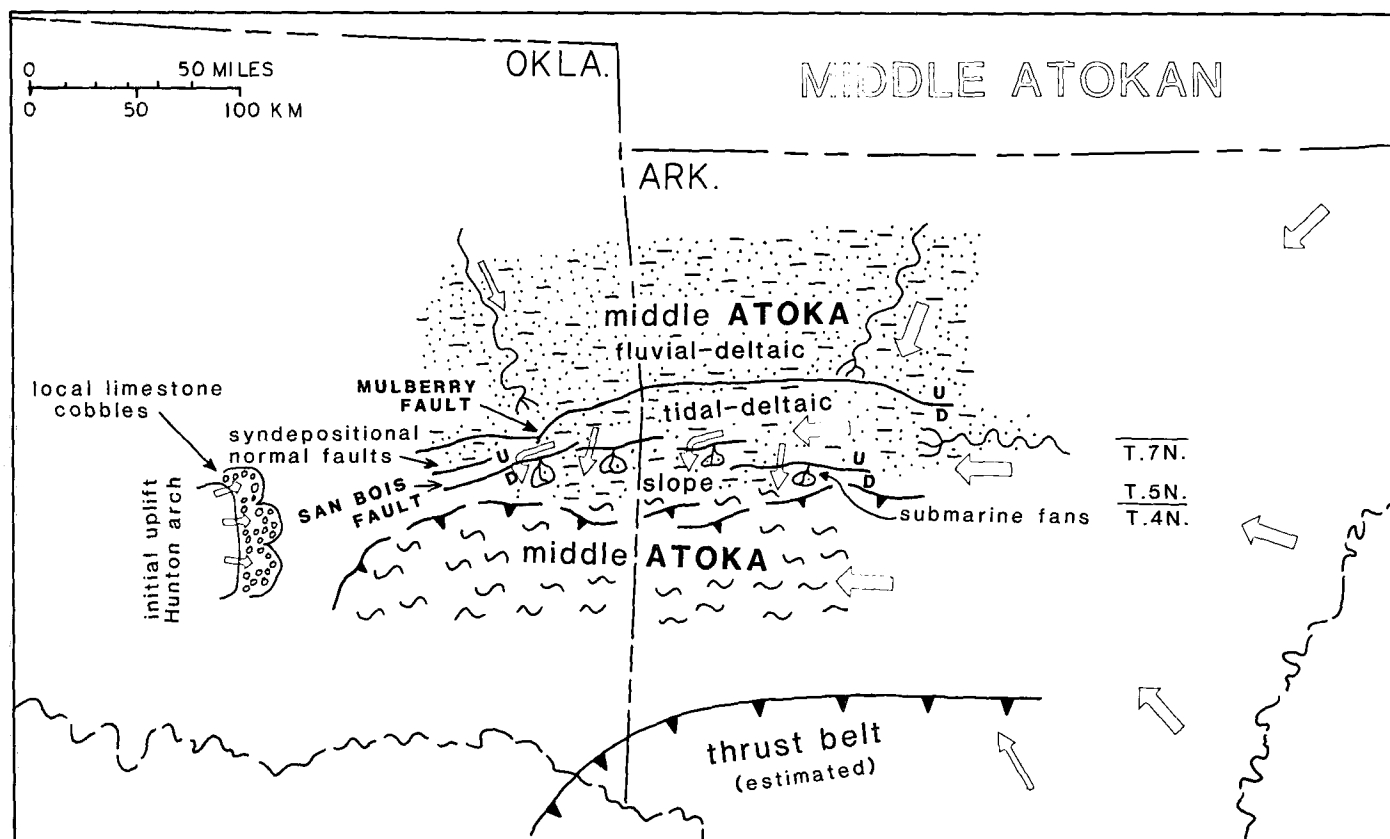 0 50 MILES
0 50 100 KM
OKLA.
MIDDLE ATOKAN
ARK.
middle ATOKA
fluvial-deltaic
local limestone
cobbles
MULBERRY
FAULT
U
D
tidal-deltaic
syndepositional
normal faults
U
D
U
D
T.7N.
slope
T.5N.
T.4N.
SAN BOIS
FAULT
submarine fans
initial uplift
Hunton arch
middle ATOKA
thrust belt
(estimated)